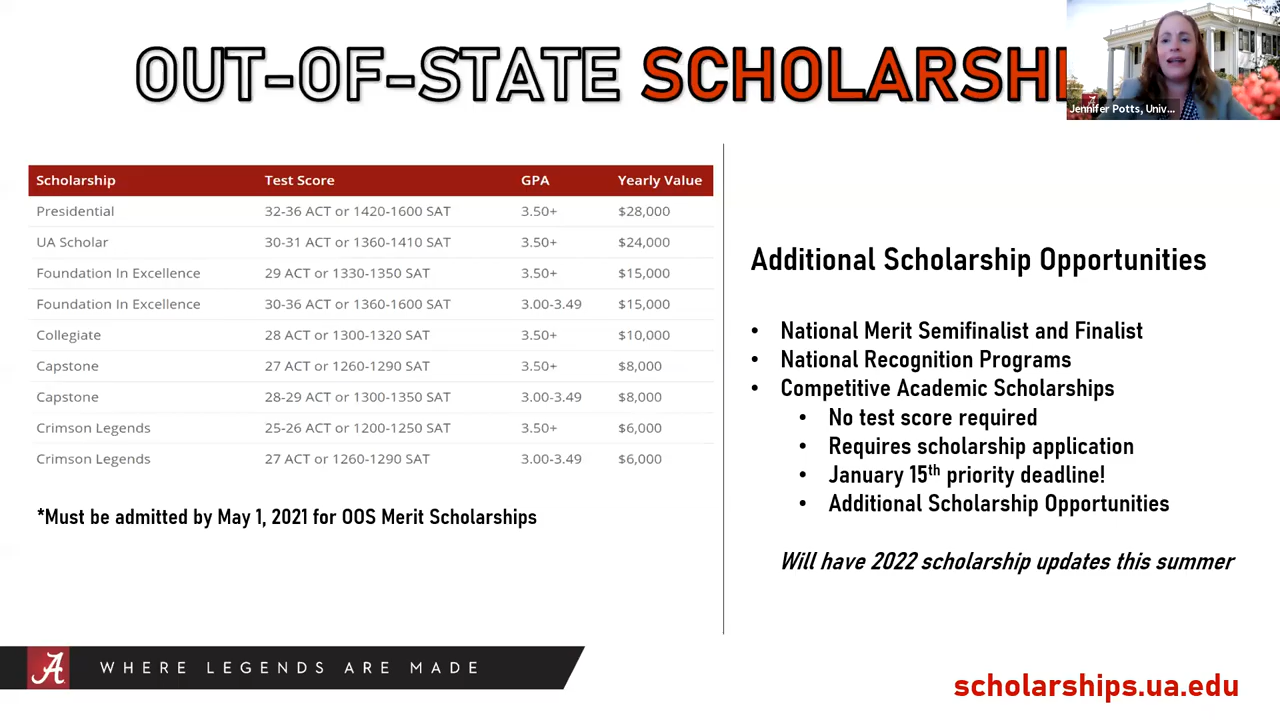 OUT-OF-STATE SCHOLARSHI
Jennifer Potts, Univ...
Scholarship Test Score GPA Yearly Value
Presidential 32-36 ACT or 1420-1600 SAT 3.50+ $28,000
UA Scholar 30-31 ACT or 1360-1410 SAT 3.50+ $24,000
Foundation In Excellence 29 ACT or 1330-1350 SAT 3.50+ $15,000
Foundation In Excellence 30-36 ACT or 1360-1600 SAT 3.00-3.49 $15,000
Collegiate 28 ACT or 1300-1320 SAT 3.50+ $10,000
Capstone 27 ACT or 1260-1290 SAT 3.50+ $8,000
Capstone 28-29 ACT or 1300-1350 SAT 3.00-3.49 $8,000
Crimson Legends 25-26 ACT or 1200-1250 SAT 3.50+ $6,000
Crimson Legends 27 ACT or 1260-1290 SAT 3.00-3.49 $6,000
*Must be admitted by May 1, 2021 for OOS Merit Scholarships
Additional Scholarship Opportunities
• National Merit Semifinalist and Finalist
• National Recognition Programs
• Competitive Academic Scholarships
• No test score required
• Requires scholarship application
• January 15th priority deadline!
• Additional Scholarship Opportunities
Will have 2022 scholarship updates this summer
A WHERE LEGENDS ARE MADE
scholarships.ua.edu